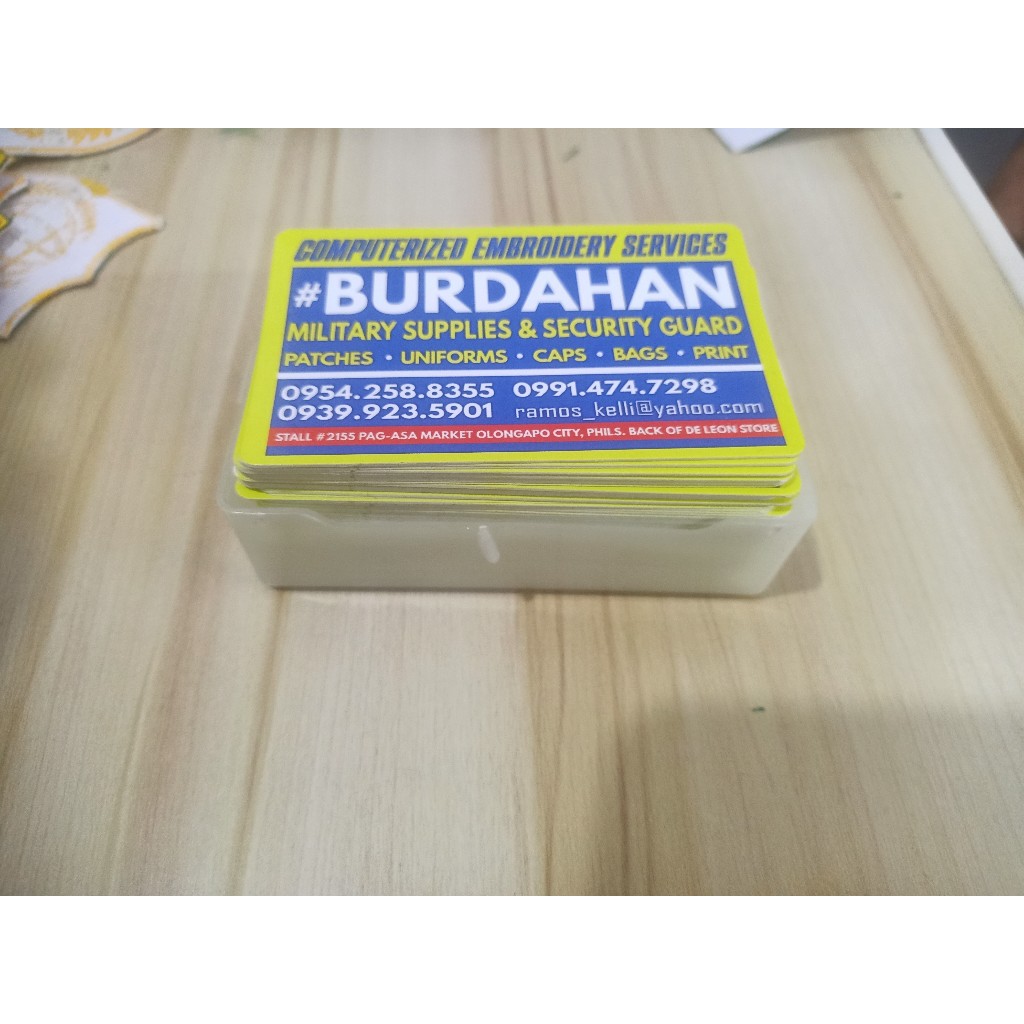 COMPUTERIZED EMBROIDERY SERVICES
#BURDAHAN
MILITARY SUPPLIES & SECURITY GUARD
PATCHES • UNIFORMS • CAPS • BAGS • PRINT
0954.258.8355 0991.474.7298
0939.923.5901 ramos_kelli@yahoo.com
STALL #2155 PAG-ASA MARKET OLONGAPO CITY, PHILS. BACK OF DE LEON STORE